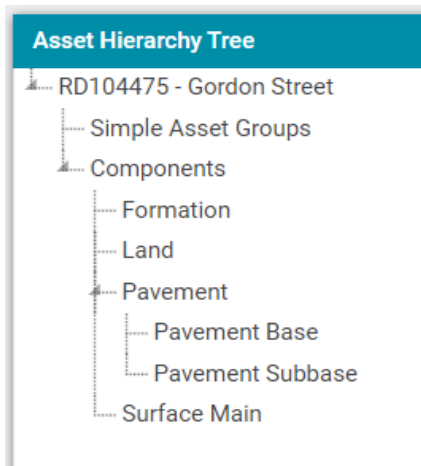 Asset Hierarchy Tree
RD104475 - Gordon Street
Simple Asset Groups
Components
Formation
Land
Pavement
Pavement Base
Pavement Subbase
Surface Main